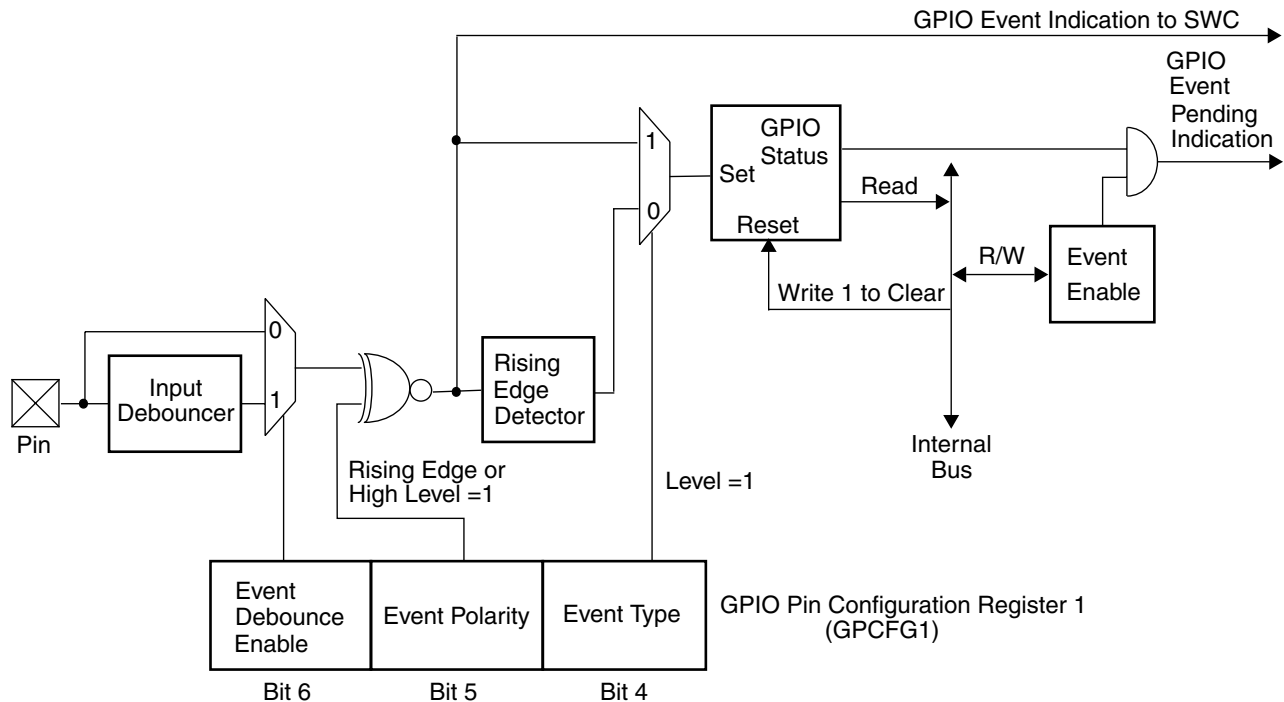 GPIO Event Indication to SWC
GPIO
Event
Pending
Indication
1
GPIO
Status
Set
Read
0
Reset
R/W
Event
Enable
Write 1 to Clear
0
Input
Debouncer
1
Rising
Edge
Detector
Pin
Internal
Bus
Rising Edge or
High Level =1
Level =1
Event
Debounce
Enable
Event Polarity
Event Type
GPIO Pin Configuration Register 1
(GPCFG1)
Bit 6
Bit 5
Bit 4